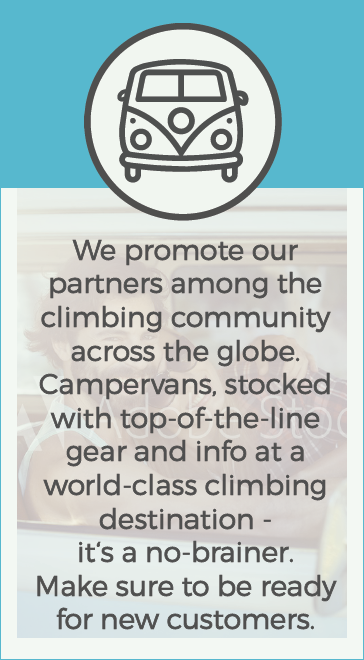 We promote our
partners among the
climbing community
across the globe.
Campervans, stocked
with top-of-the-line
gear and info at a
world-class climbing
destination -
it's a no-brainer.
Make sure to be ready
for new customers.